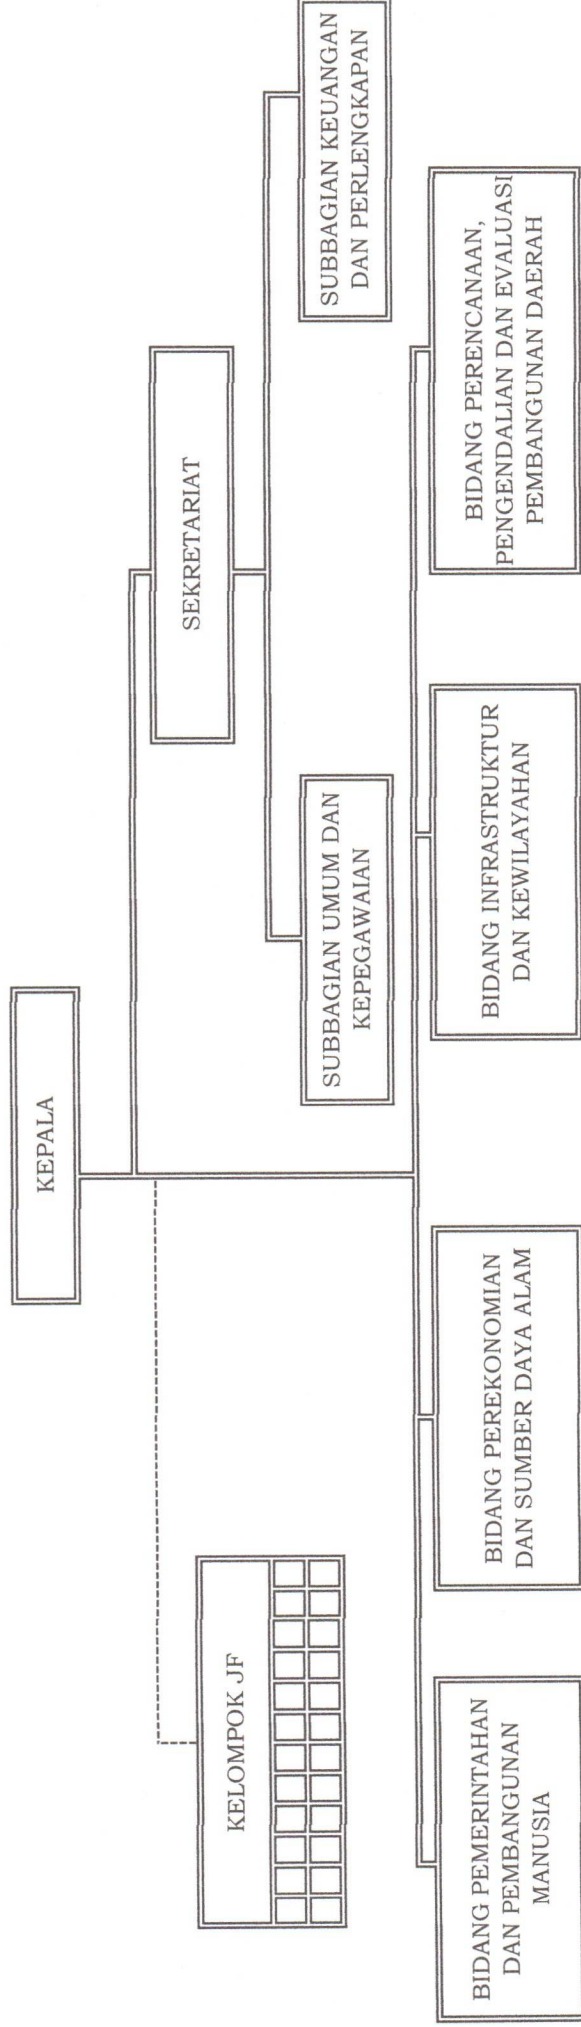 KEPALA
SEKRETARIAT
KELOMPOK JF
SUBBAGIAN UMUM DAN
KEPEGAWAIAN
SUBBAGIAN KEUANGAN
DAN PERLENGKAPAN
BIDANG PEMERINTAHAN
DAN PEMBANGUNAN
MANUSIA
BIDANG PEREKONOMIAN
DAN SUMBER DAYA ALAM
BIDANG INFRASTRUKTUR
DAN KEWILAYAHAN
BIDANG PERENCANAAN,
PENGENDALIAN DAN EVALUASI
PEMBANGUNAN DAERAH